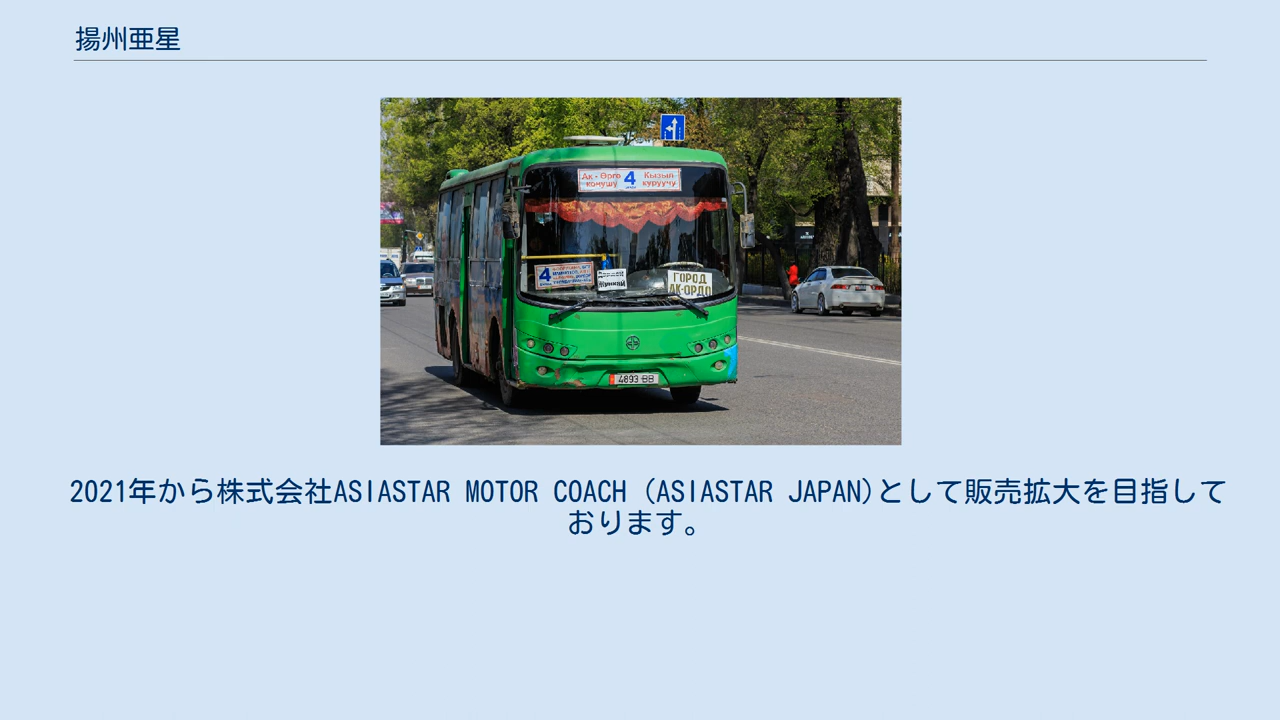 揚州亜星
Ак - Өргө 4 Кызыл
конушу куруучу
4
ГОРОД
АК-ОРДО
4893 BB
2021年から株式会社ASIASTAR MOTOR COACH (ASIASTAR JAPAN)として販売拡大を目指して
おります。